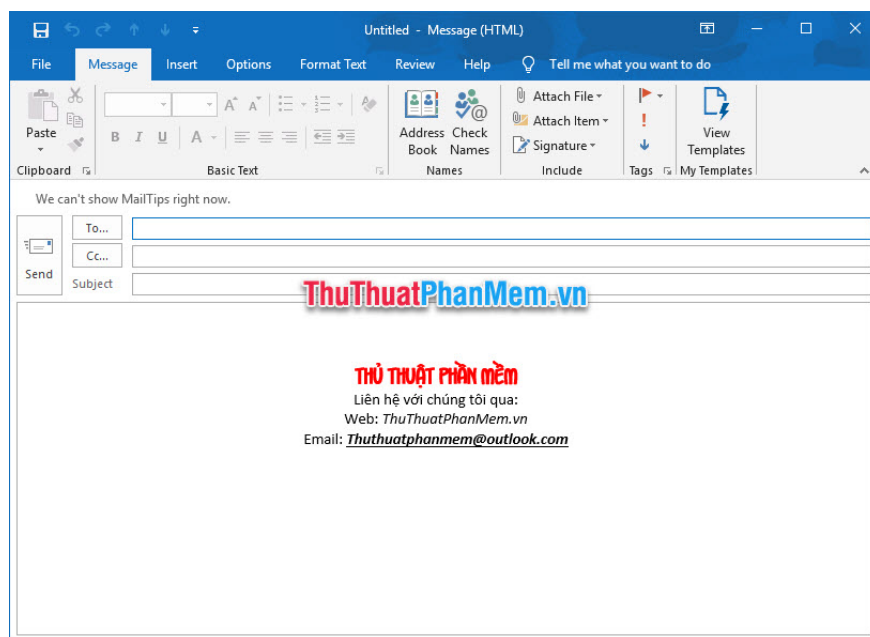 Untitled - Message (HTML)
File Message Insert Options Format Text Review Help Tell me what you want to do
Paste
B I U A
Address Book
Check Names
Attach File
Attach Item
Signature
View Templates
Clipboard Basic Text Names Include Tags My Templates
We can't show MailTips right now.
To...
Cc...
Send
Subject
ThuThuatPhanMem.vn
THỦ THUẬT PHẦN MỀM
Liên hệ với chúng tôi qua:
Web: ThuThuatPhanMem.vn
Email: Thuthuatphanmem@outlook.com